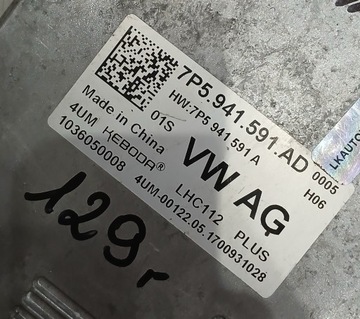 7P5.941.591.AD 0005
HW:7P5.941.591 A H06
01S
Made in China
VW AG
4UM HEBODA®
LHC112 PLUS
1036050008
4UM-00122.05.1700931028
LKAUTO
129r